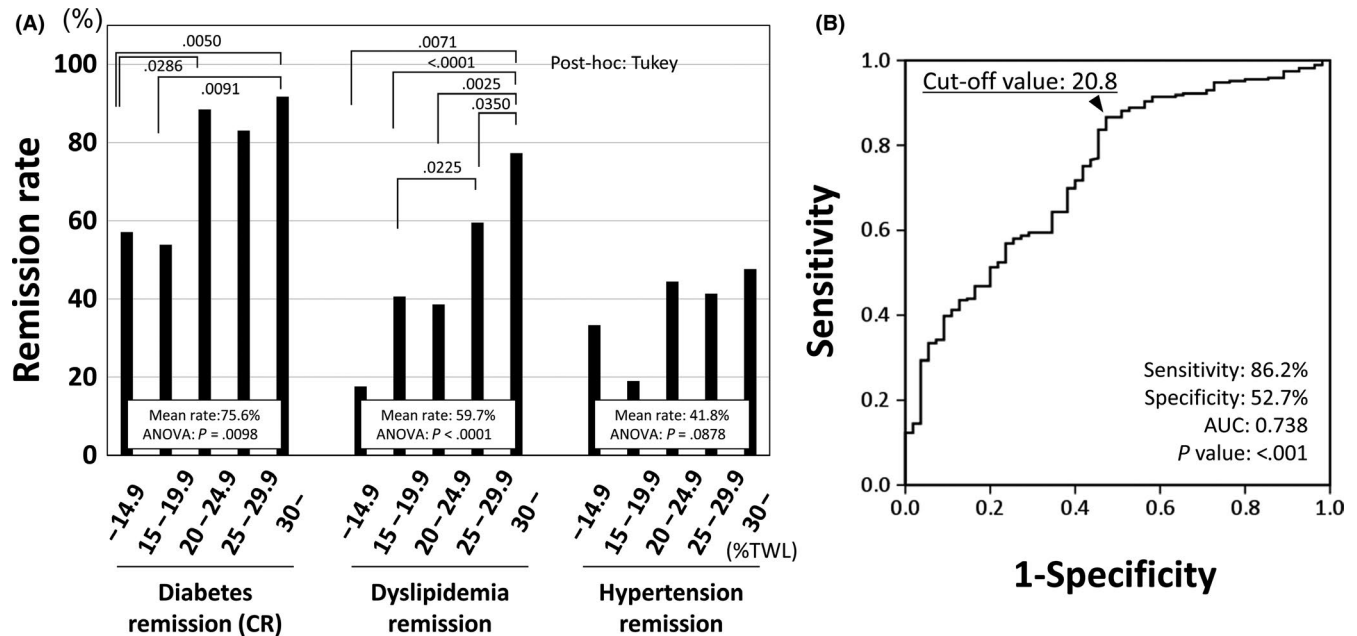 (A)
(%)
Remission rate
100
80
60
40
20
0
.0050
.0286
.0091
.0071
<.0001
.0025
.0350
.0225
Post-hoc: Tukey
Mean rate:75.6%
ANOVA: P = .0098
Mean rate: 59.7%
ANOVA: P < .0001
Mean rate: 41.8%
ANOVA: P = .0878
–14.9
15 – 19.9
20 – 24.9
25 – 29.9
30 –
–14.9
15 – 19.9
20 – 24.9
25 – 29.9
30 –
–14.9
15 – 19.9
20 – 24.9
25 – 29.9
30 –
(%TWL)
Diabetes
remission (CR)
Dyslipidemia
remission
Hypertension
remission
(B)
Sensitivity
1.0
0.8
0.6
0.4
0.2
0.0
Cut-off value: 20.8
Sensitivity: 86.2%
Specificity: 52.7%
AUC: 0.738
P value: <.001
0.0
0.2
0.4
0.6
0.8
1.0
1-Specificity